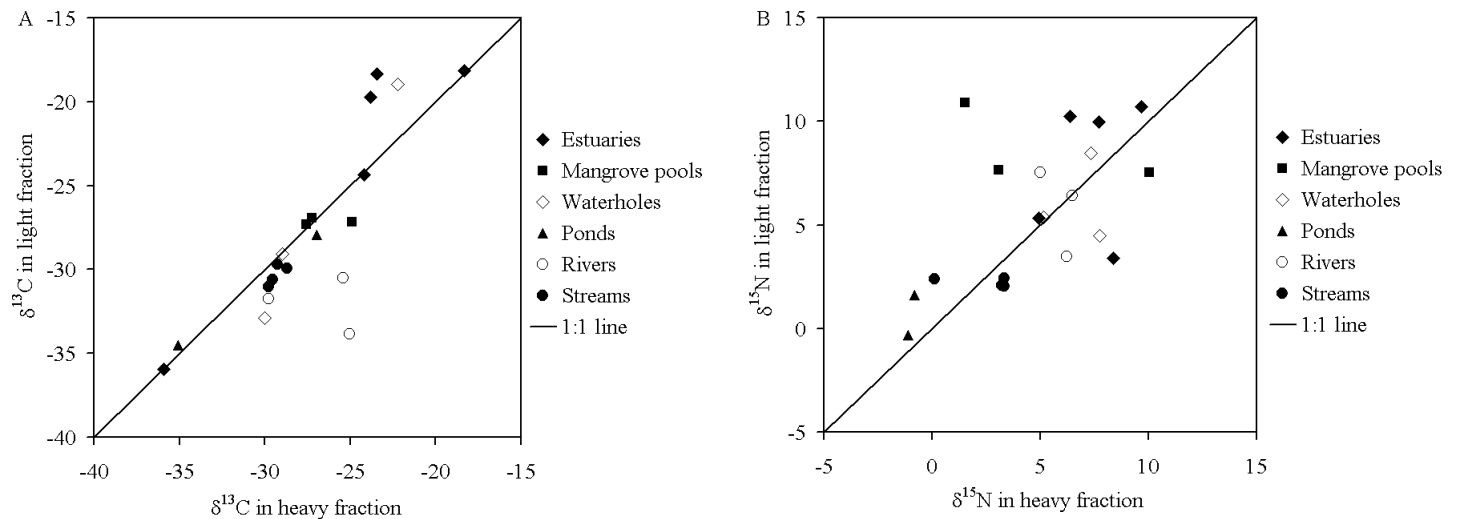 A
-15
-20
-25
-30
-35
-40
-40 -35 -30 -25 -20 -15
δ¹³C in light fraction
δ¹³C in heavy fraction
Estuaries
Mangrove pools
Waterholes
Ponds
Rivers
Streams
1:1 line
B
15
10
5
0
-5
-5 0 5 10 15
δ¹⁵N in light fraction
δ¹⁵N in heavy fraction
Estuaries
Mangrove pools
Waterholes
Ponds
Rivers
Streams
1:1 line